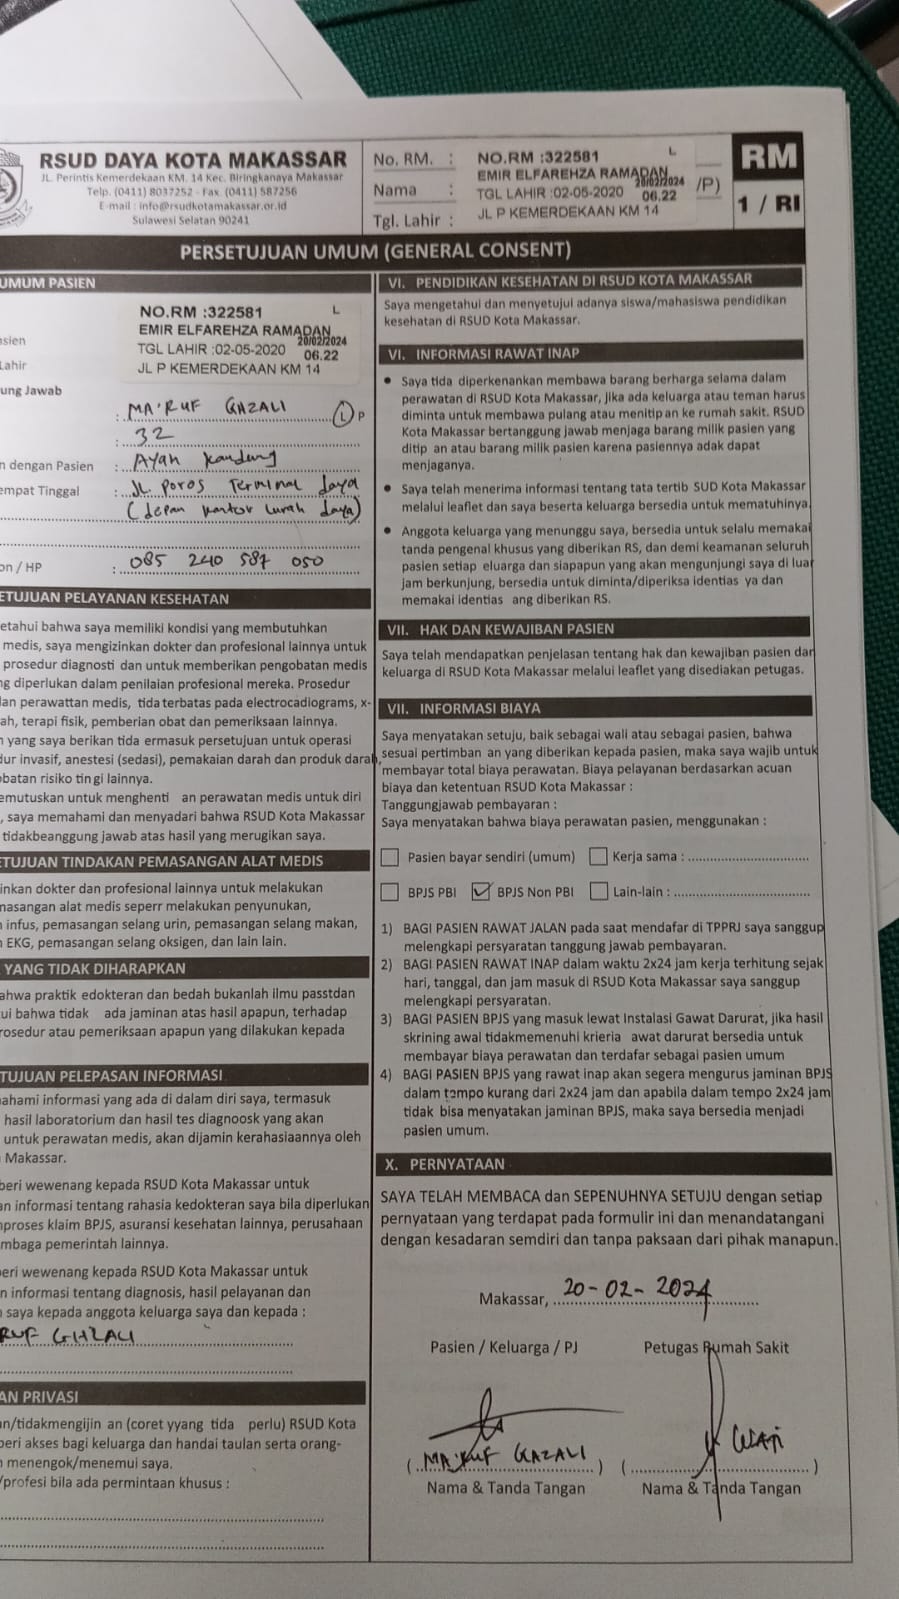 RSUD DAYA KOTA MAKASSAR
JL. Perintis Kemerdekaan KM. 14 Kec. Biringkanaya Makassar
Telp. (0411) 8037252 - Fax. (0411) 587256
E-mail : info@rsudkotamakassar.or.id
Sulawesi Selatan 90241
No. RM. :
Nama :
Tgl. Lahir :
NO.RM :322581 L
EMIR ELFAREHZA RAMADAN
20/02/2024
TGL LAHIR :02-05-2020 06.22
JL P KEMERDEKAAN KM 14
/P)
RM
1 / RI
PERSETUJUAN UMUM (GENERAL CONSENT)
UMUM PASIEN
NO.RM :322581 L
EMIR ELFAREHZA RAMADAN
20/02/2024
TGL LAHIR :02-05-2020 06.22
JL P KEMERDEKAAN KM 14
asien
Lahir
ung Jawab
: MA'RUF GAZALI L P
: 32
n dengan Pasien : Ayah Kandung
empat Tinggal : JL. Poros Terminal daya
(depan kantor lurah daya)
on / HP : 085 240 587 050
ETUJUAN PELAYANAN KESEHATAN
etahui bahwa saya memiliki kondisi yang membutuhkan
medis, saya mengizinkan dokter dan profesional lainnya untuk
prosedur diagnosti dan untuk memberikan pengobatan medis
ng diperlukan dalam penilaian profesional mereka. Prosedur
dan perawattan medis, tida terbatas pada electrocadiograms, x-
ah, terapi fisik, pemberian obat dan pemeriksaan lainnya.
n yang saya berikan tida ermasuk persetujuan untuk operasi
dur invasif, anestesi (sedasi), pemakaian darah dan produk darah,
obatan risiko tin gi lainnya.
emutuskan untuk menghenti an perawatan medis untuk diri
, saya memahami dan menyadari bahwa RSUD Kota Makassar
tidakbeanggung jawab atas hasil yang merugikan saya.
ETUJUAN TINDAKAN PEMASANGAN ALAT MEDIS
inkan dokter dan profesional lainnya untuk melakukan
masangan alat medis seperr melakukan penyunukan,
n infus, pemasangan selang urin, pemasangan selang makan,
n EKG, pemasangan selang oksigen, dan lain lain.
YANG TIDAK DIHARAPKAN
ahwa praktik edokteran dan bedah bukanlah ilmu passtdan
ui bahwa tidak ada jaminan atas hasil apapun, terhadap
rosedur atau pemeriksaan apapun yang dilakukan kepada
TUJUAN PELEPASAN INFORMASI
ahami informasi yang ada di dalam diri saya, termasuk
hasil laboratorium dan hasil tes diagnoosk yang akan
untuk perawatan medis, akan dijamin kerahasiaannya oleh
Makassar.
beri wewenang kepada RSUD Kota Makassar untuk
an informasi tentang rahasia kedokteran saya bila diperlukan
nproses klaim BPJS, asuransi kesehatan lainnya, perusahaan
mbaga pemerintah lainnya.
beri wewenang kepada RSUD Kota Makassar untuk
n informasi tentang diagnosis, hasil pelayanan dan
saya kepada anggota keluarga saya dan kepada :
RUF GHZALI
AN PRIVASI
an/tidakmengijin an (coret yyang tida perlu) RSUD Kota
beri akses bagi keluarga dan handai taulan serta orang-
menengok/menemui saya.
/profesi bila ada permintaan khusus :
VI. PENDIDIKAN KESEHATAN DI RSUD KOTA MAKASSAR
Saya mengetahui dan menyetujui adanya siswa/mahasiswa pendidikan
kesehatan di RSUD Kota Makassar.
VI. INFORMASI RAWAT INAP
• Saya tida diperkenankan membawa barang berharga selama dalam
perawatan di RSUD Kota Makassar, jika ada keluarga atau teman harus
diminta untuk membawa pulang atau menitip an ke rumah sakit. RSUD
Kota Makassar bertanggung jawab menjaga barang milik pasien yang
ditip an atau barang milik pasien karena pasiennya adak dapat
menjaganya.
• Saya telah menerima informasi tentang tata tertib SUD Kota Makassar
melalui leaflet dan saya beserta keluarga bersedia untuk mematuhinya.
• Anggota keluarga yang menunggu saya, bersedia untuk selalu memakai
tanda pengenal khusus yang diberikan RS, dan demi keamanan seluruh
pasien setiap eluarga dan siapapun yang akan mengunjungi saya di luar
jam berkunjung, bersedia untuk diminta/diperiksa identias ya dan
memakai identias ang diberikan RS.
VII. HAK DAN KEWAJIBAN PASIEN
Saya telah mendapatkan penjelasan tentang hak dan kewajiban pasien dan
keluarga di RSUD Kota Makassar melalui leaflet yang disediakan petugas.
VII. INFORMASI BIAYA
Saya menyatakan setuju, baik sebagai wali atau sebagai pasien, bahwa
sesuai pertimban an yang diberikan kepada pasien, maka saya wajib untuk
membayar total biaya perawatan. Biaya pelayanan berdasarkan acuan
biaya dan ketentuan RSUD Kota Makassar :
Tanggungjawab pembayaran :
Saya menyatakan bahwa biaya perawatan pasien, menggunakan :
Pasien bayar sendiri (umum) Kerja sama :
BPJS PBI ✓ BPJS Non PBI Lain-lain :
1) BAGI PASIEN RAWAT JALAN pada saat mendafar di TPPRJ saya sanggup
melengkapi persyaratan tanggung jawab pembayaran.
2) BAGI PASIEN RAWAT INAP dalam waktu 2x24 jam kerja terhitung sejak
hari, tanggal, dan jam masuk di RSUD Kota Makassar saya sanggup
melengkapi persyaratan.
3) BAGI PASIEN BPJS yang masuk lewat Instalasi Gawat Darurat, jika hasil
skrining awal tidakmemenuhi krieria awat darurat bersedia untuk
membayar biaya perawatan dan terdafar sebagai pasien umum
4) BAGI PASIEN BPJS yang rawat inap akan segera mengurus jaminan BPJS
dalam tempo kurang dari 2x24 jam dan apabila dalam tempo 2x24 jam
tidak bisa menyatakan jaminan BPJS, maka saya bersedia menjadi
pasien umum.
X. PERNYATAAN
SAYA TELAH MEMBACA dan SEPENUHNYA SETUJU dengan setiap
pernyataan yang terdapat pada formulir ini dan menandatangani
dengan kesadaran semdiri dan tanpa paksaan dari pihak manapun.
Makassar, 20-02-2024
Pasien / Keluarga / PJ Petugas Rumah Sakit
( MA'RUF GAZALI ) ( )
Nama & Tanda Tangan Nama & Tanda Tangan